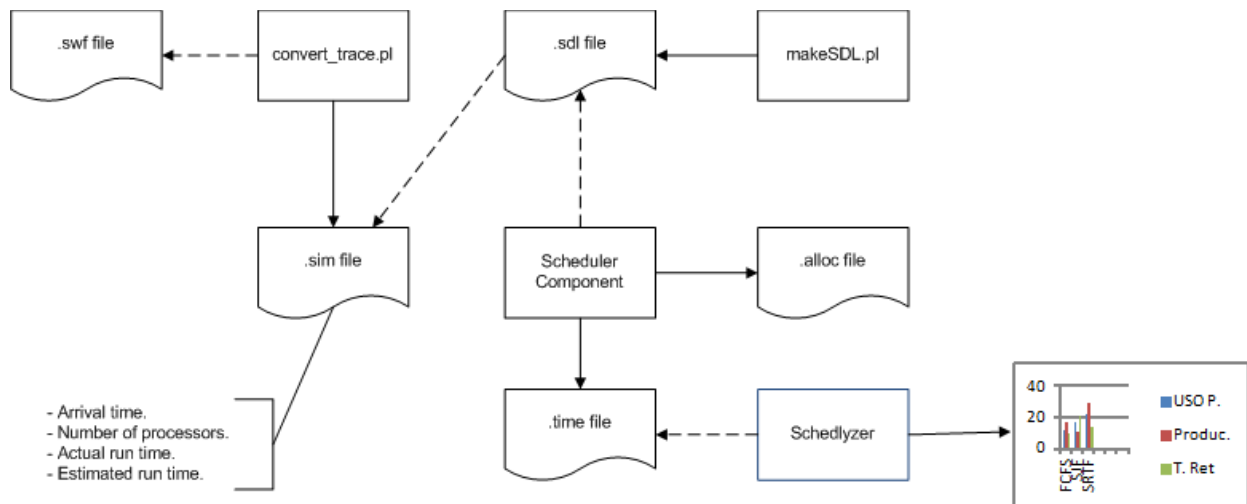 .swf file
convert_trace.pl
.sdl file
makeSDL.pl
.sim file
Scheduler
Component
.alloc file
- Arrival time.
- Number of processors.
- Actual run time.
- Estimated run time.
.time file
Schedlyzer
40
20
0
FCFS
SJF
SRTF
USO P.
Produc.
T. Ret